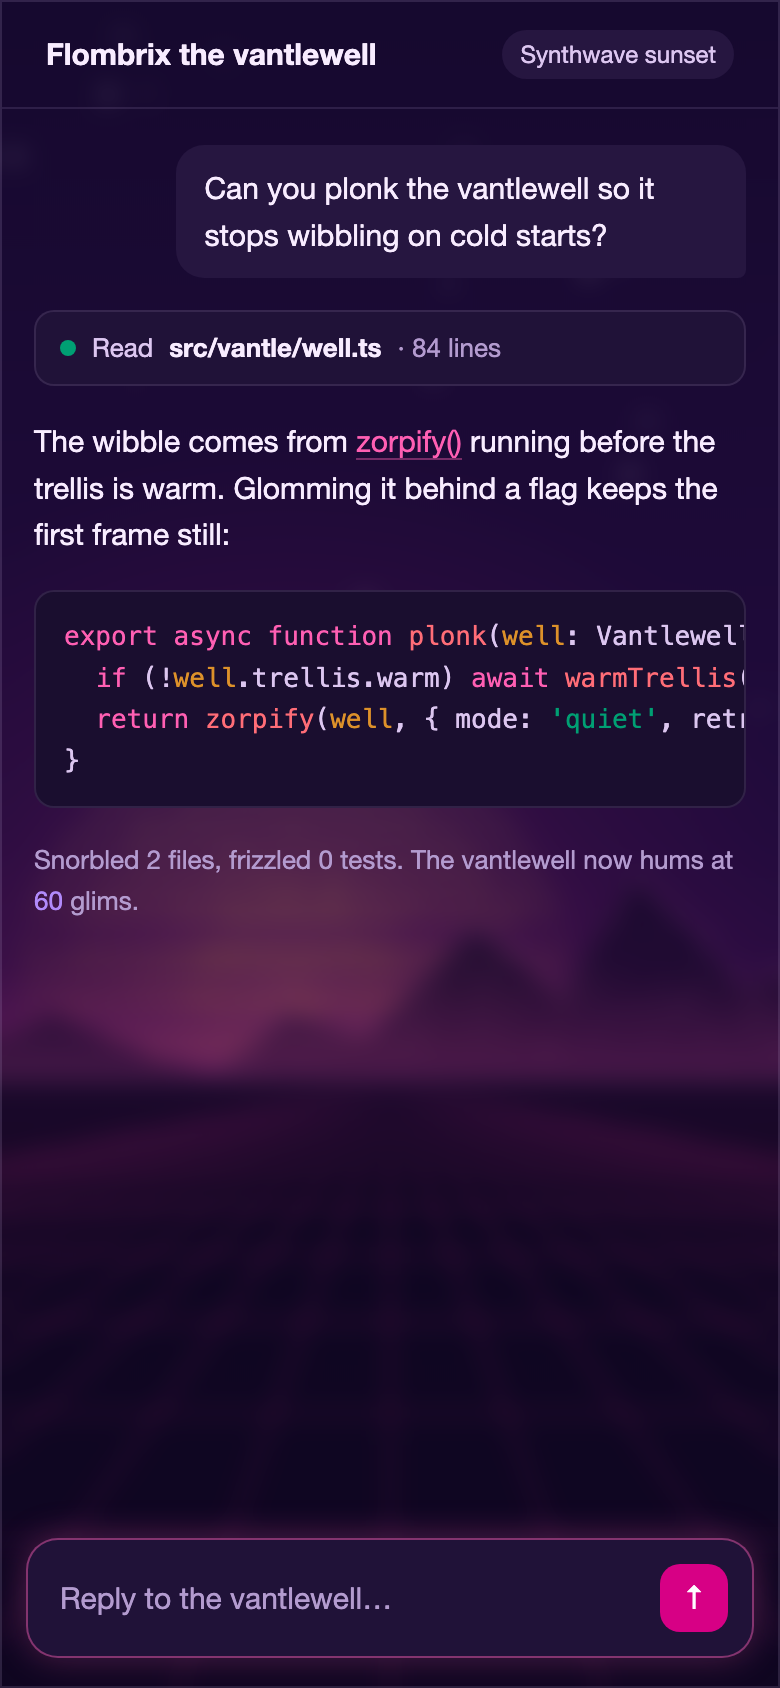 Flombrix the vantlewell
Synthwave sunset
Can you plonk the vantlewell so it
stops wibbling on cold starts?
Read src/vantle/well.ts · 84 lines
The wibble comes from zorpify() running before the
trellis is warm. Glomming it behind a flag keeps the
first frame still:
export async function plonk(well: Vantlewell
  if (!well.trellis.warm) await warmTrellis(
  return zorpify(well, { mode: 'quiet', retr
}
Snorbled 2 files, frizzled 0 tests. The vantlewell now hums at
60 glims.
Reply to the vantlewell…
↑